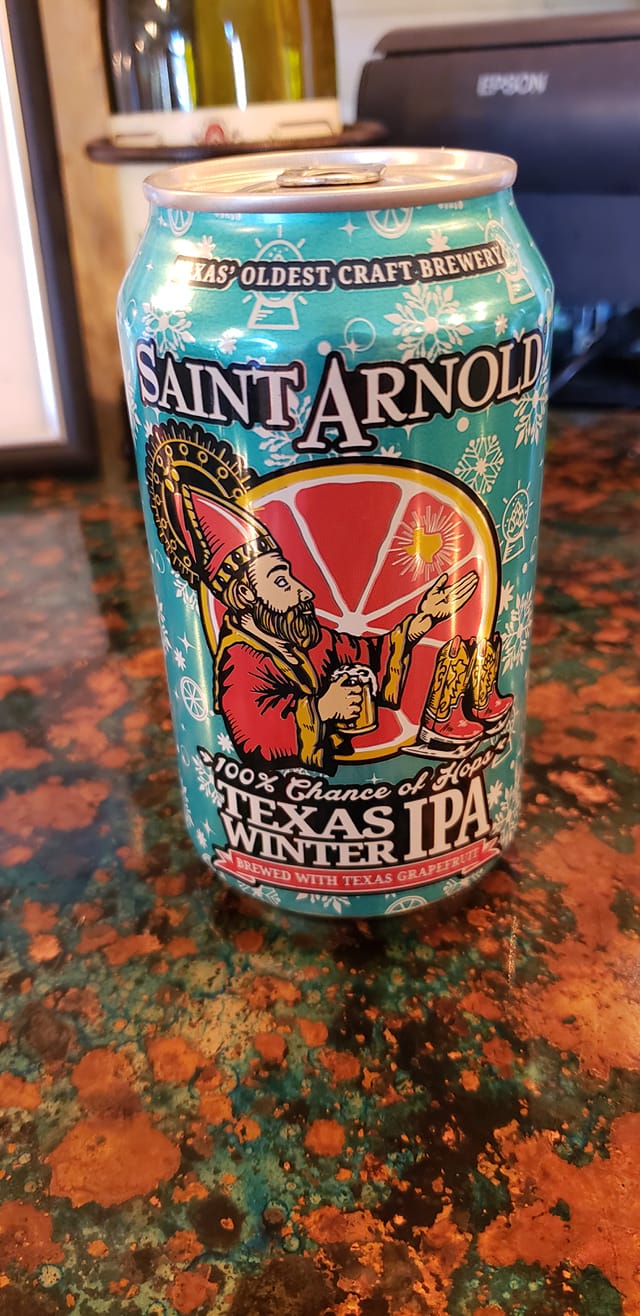 EPSON
TEXAS' OLDEST CRAFT BREWERY
SAINT ARNOLD
100% Chance of Hops
TEXAS
WINTER IPA
BREWED WITH TEXAS GRAPEFRUIT